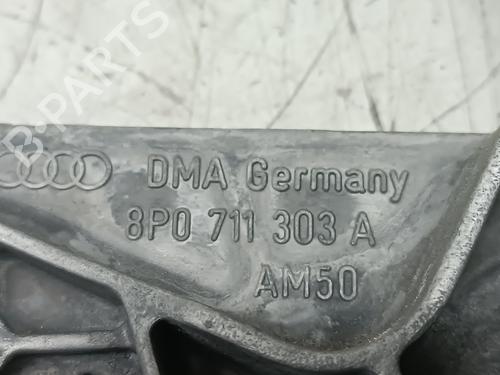 B-PARTS
DMA Germany
8P0 711 303 A
AM50